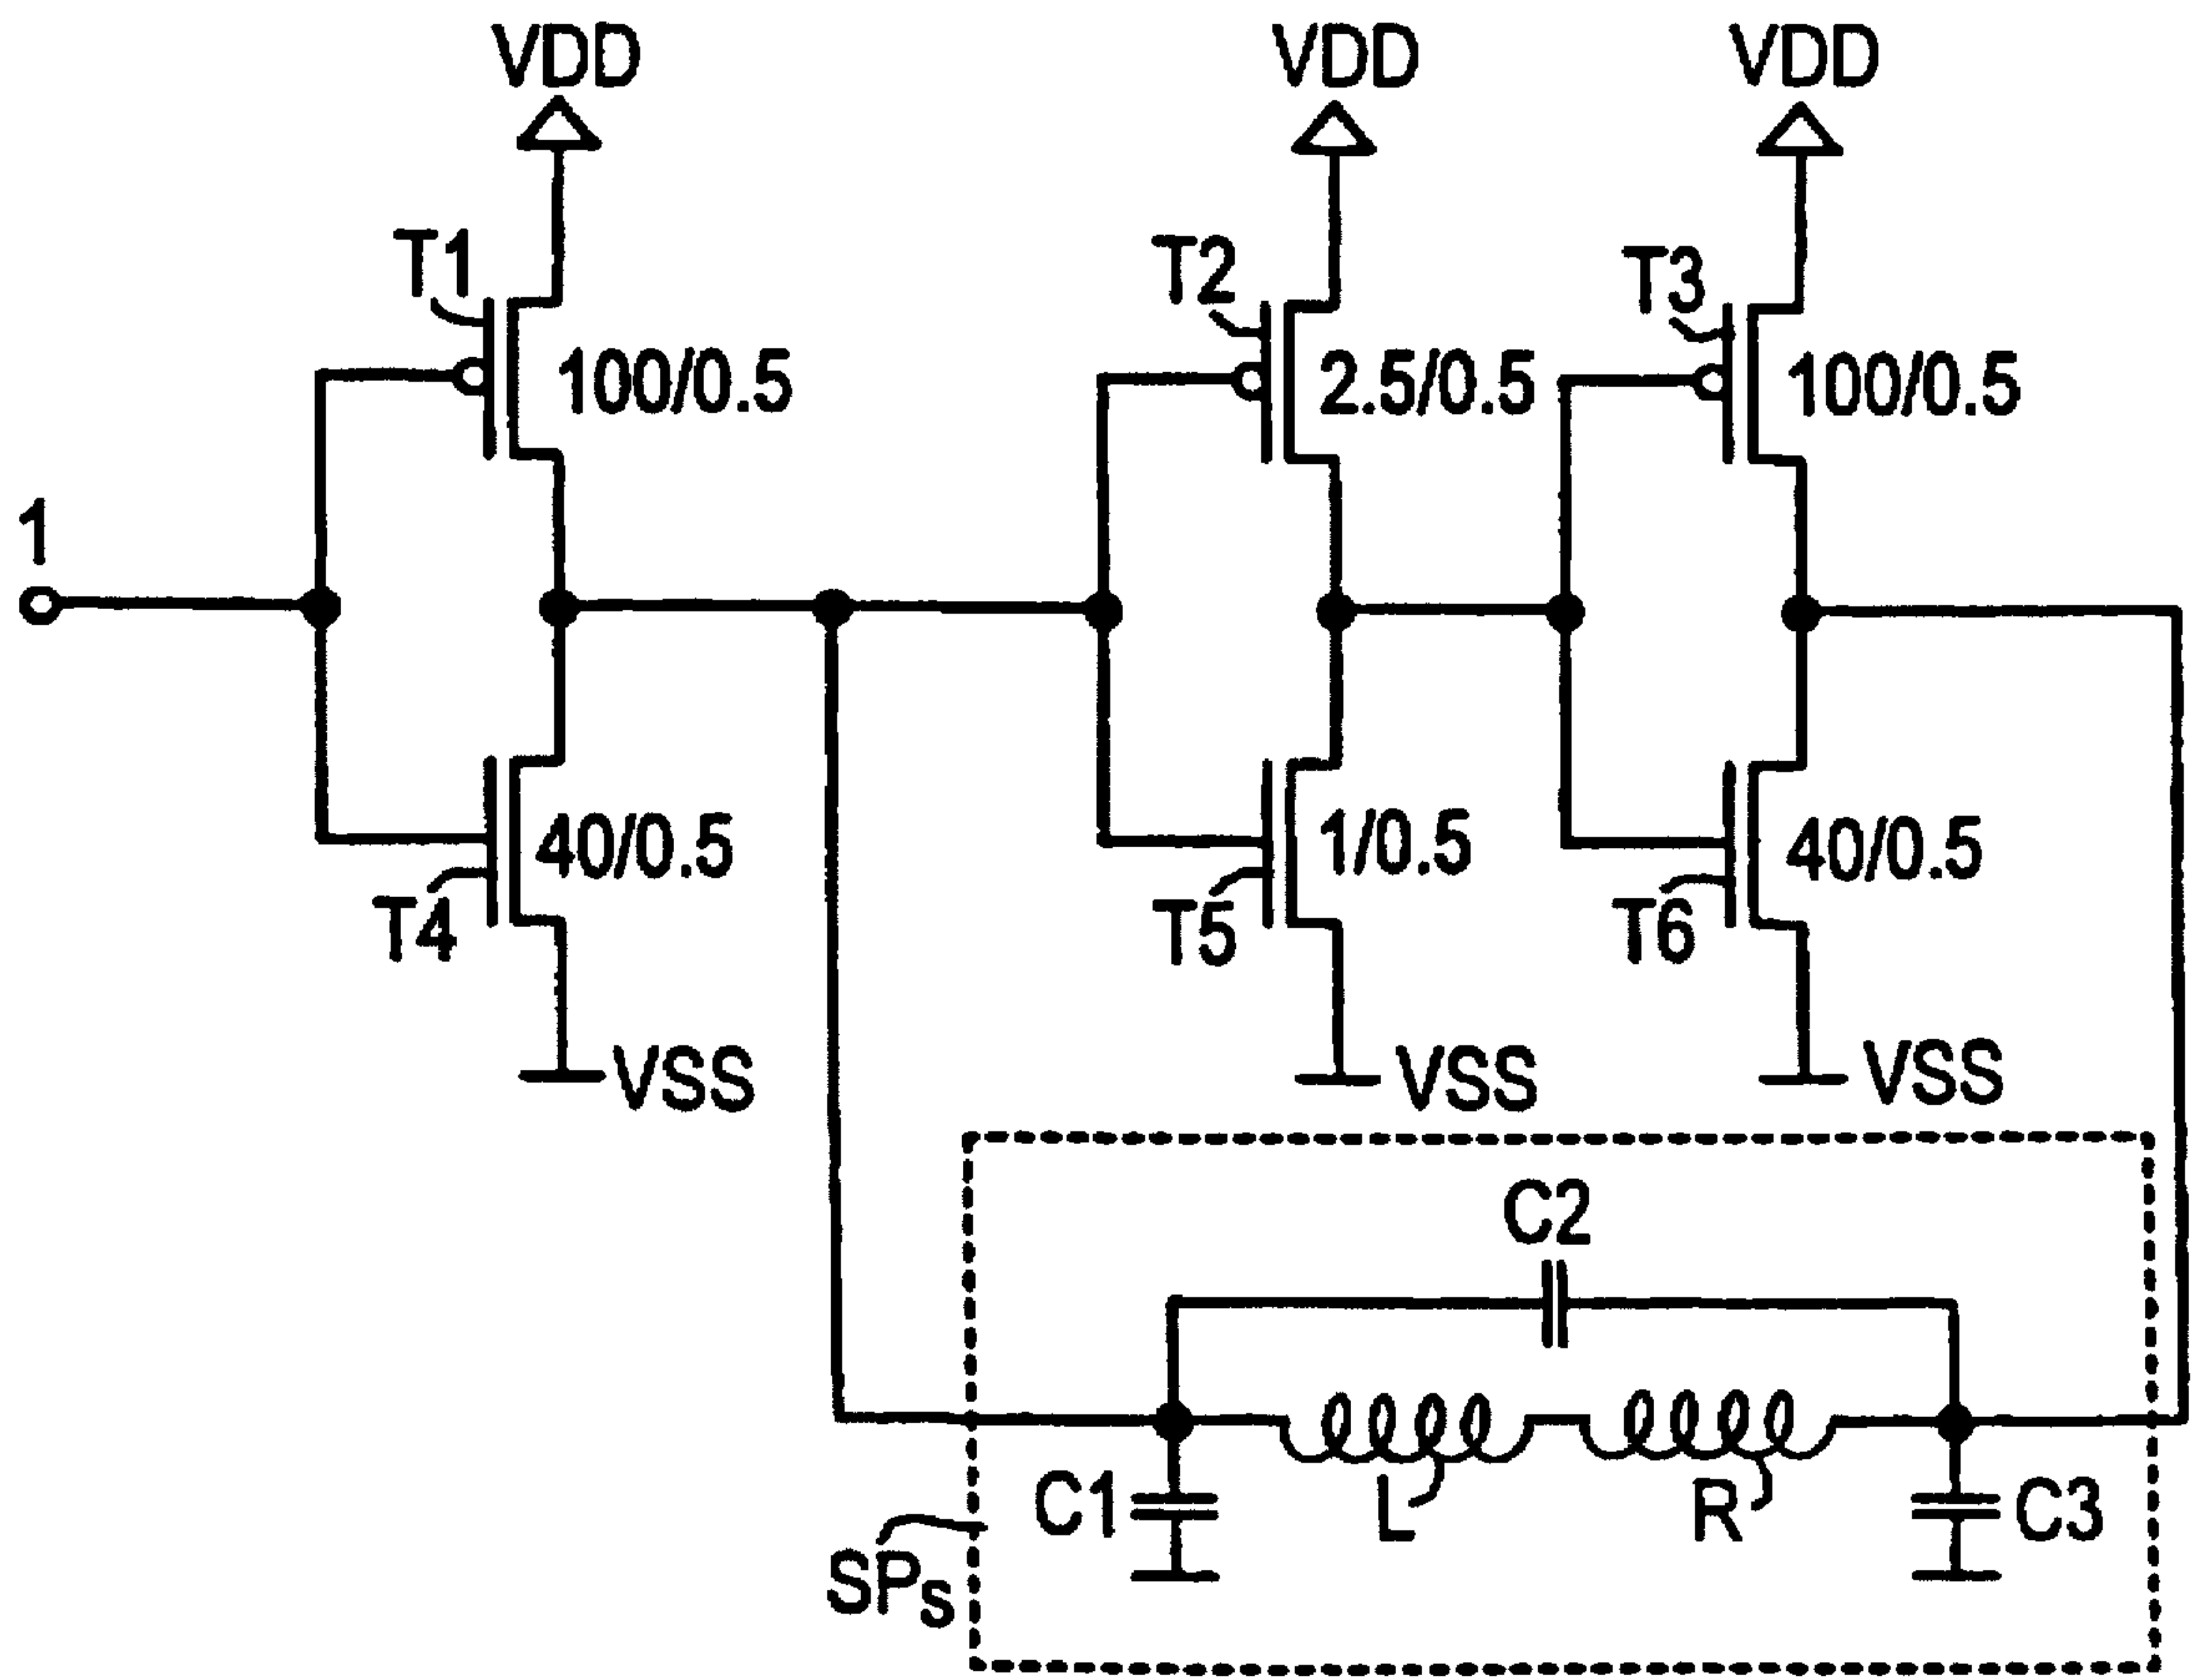 VDD VDD VDD
T1 T2 T3
100/0.5 2.5/0.5 100/0.5
1
40/0.5 1/0.5 40/0.5
T4 T5 T6
VSS VSS VSS
C2
C1 L R C3
SPS